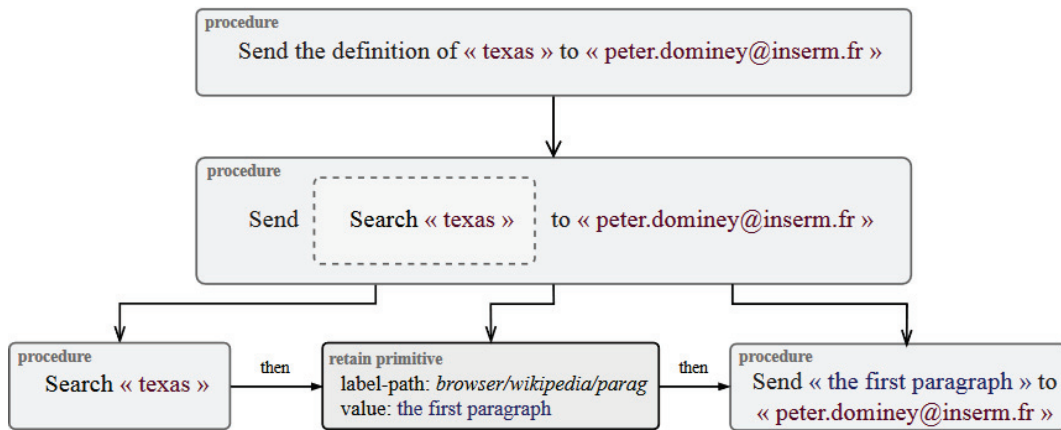 procedure
Send the definition of « texas » to « peter.dominey@inserm.fr »
procedure
Send Search « texas » to « peter.dominey@inserm.fr »
procedure
Search « texas »
then
retain primitive
label-path: browser/wikipedia/parag
value: the first paragraph
then
procedure
Send « the first paragraph » to
« peter.dominey@inserm.fr »